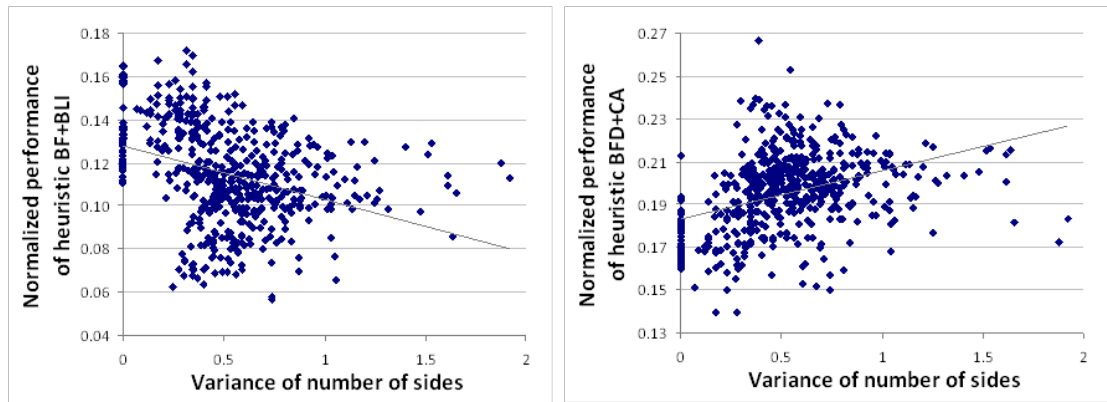 Normalized performance
of heuristic BF+BLI
0.18
0.16
0.14
0.12
0.10
0.08
0.06
0.04
0 0.5 1 1.5 2
Variance of number of sides
Normalized performance
of heuristic BFD+CA
0.27
0.25
0.23
0.21
0.19
0.17
0.15
0.13
0 0.5 1 1.5 2
Variance of number of sides